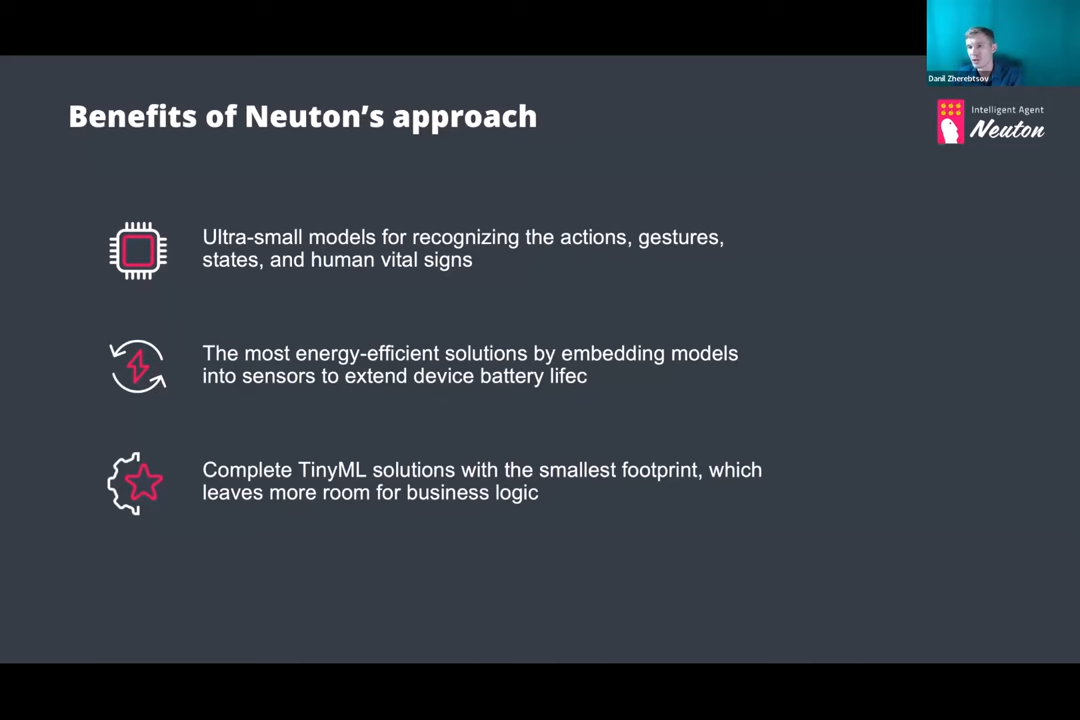 Danil Zherebtsov
Benefits of Neuton's approach
Intelligent Agent
Neuton
Ultra-small models for recognizing the actions, gestures,
states, and human vital signs
The most energy-efficient solutions by embedding models
into sensors to extend device battery lifec
Complete TinyML solutions with the smallest footprint, which
leaves more room for business logic